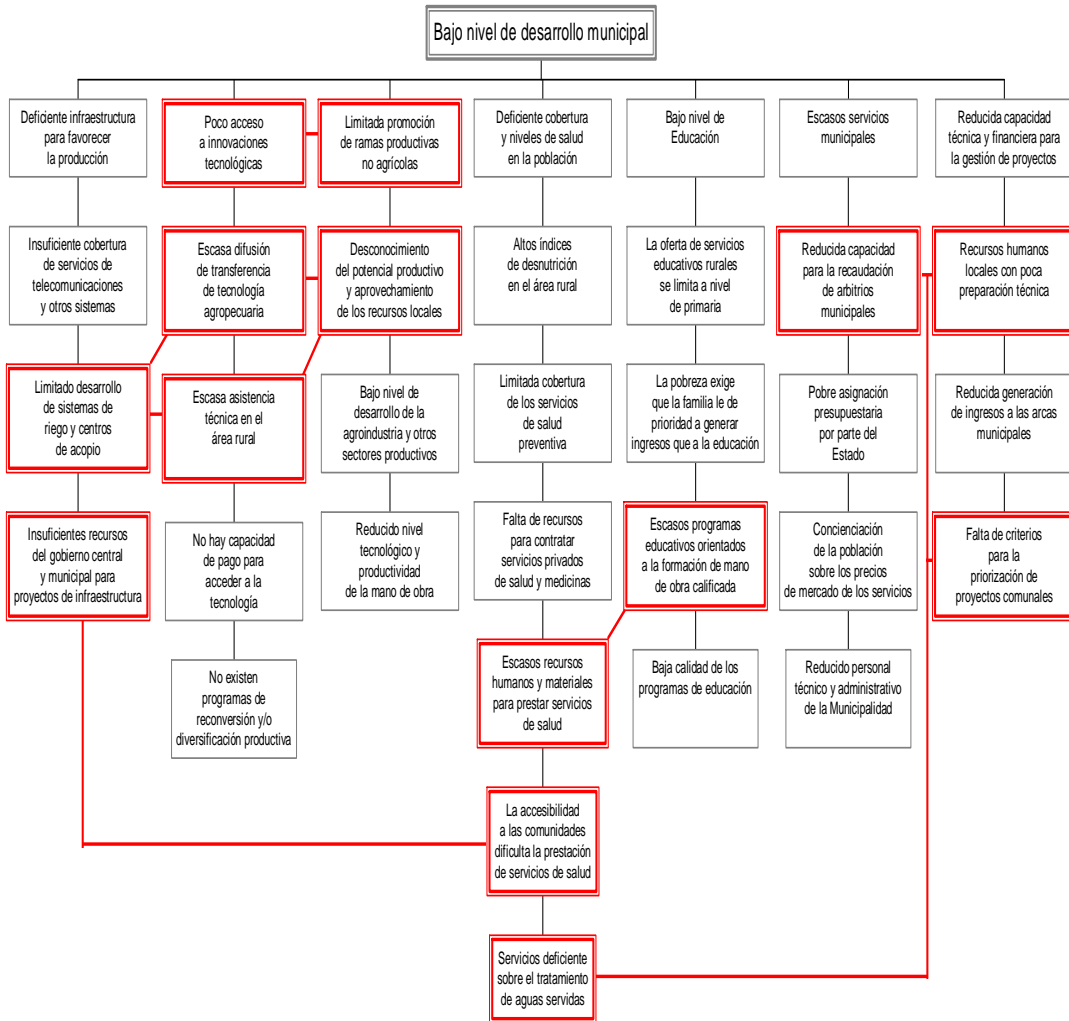 Bajo nivel de desarrollo municipal
Deficiente infraestructura
para favorecer
la producción
Poco acceso
a innovaciones
tecnológicas
Limitada promoción
de ramas productivas
no agrícolas
Deficiente cobertura
y niveles de salud
en la población
Bajo nivel de
Educación
Escasos servicios
municipales
Reducida capacidad
técnica y financiera para
la gestión de proyectos
Insuficiente cobertura
de servicios de
telecomunicaciones
y otros sistemas
Escasa difusión
de transferencia
de tecnología
agropecuaria
Desconocimiento
del potencial productivo
y aprovechamiento
de los recursos locales
Altos índices
de desnutrición
en el área rural
La oferta de servicios
educativos rurales
se limita a nivel
de primaria
Reducida capacidad
para la recaudación
de arbitrios
municipales
Recursos humanos
locales con poca
preparación técnica
Limitado desarrollo
de sistemas de
riego y centros
de acopio
Escasa asistencia
técnica en el
área rural
Bajo nivel de
desarrollo de la
agroindustria y otros
sectores productivos
Limitada cobertura
de los servicios
de salud
preventiva
La pobreza exige
que la familia le de
prioridad a generar
ingresos que a la educación
Pobre asignación
presupuestaria
por parte del
Estado
Reducida generación
de ingresos a las arcas
municipales
Insuficientes recursos
del gobierno central
y municipal para
proyectos de infraestructura
No hay capacidad
de pago para
acceder a la
tecnología
Reducido nivel
tecnológico y
productividad
de la mano de obra
Falta de recursos
para contratar
servicios privados
de salud y medicinas
Escasos programas
educativos orientados
a la formación de mano
de obra calificada
Concienciación
de la población
sobre los precios
de mercado de los servicios
Falta de criterios
para la
priorización de
proyectos comunales
No existen
programas de
reconversión y/o
diversificación productiva
Escasos recursos
humanos y materiales
para prestar servicios
de salud
Baja calidad de los
programas de educación
Reducido personal
técnico y administrativo
de la Municipalidad
La accesibilidad
a las comunidades
dificulta la prestación
de servicios de salud
Servicios deficiente
sobre el tratamiento
de aguas servidas